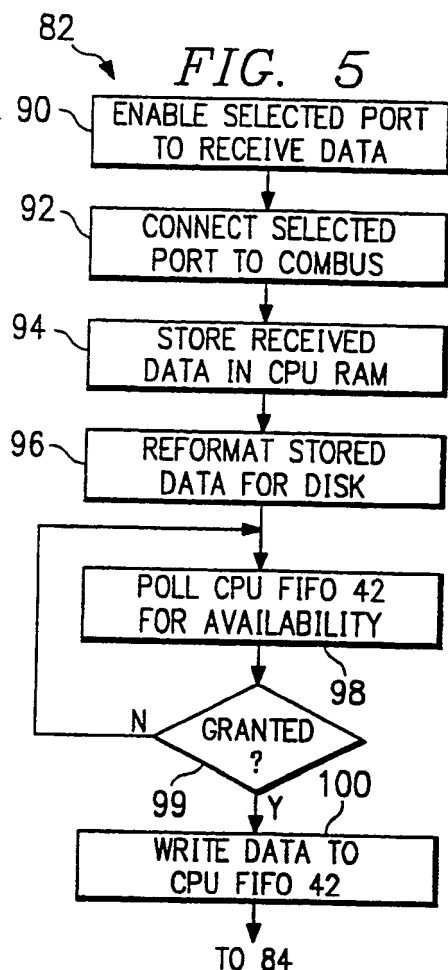 82
FIG. 5
90
ENABLE SELECTED PORT
TO RECEIVE DATA
92
CONNECT SELECTED
PORT TO COMBUS
94
STORE RECEIVED
DATA IN CPU RAM
96
REFORMAT STORED
DATA FOR DISK
POLL CPU FIFO 42
FOR AVAILABILITY
98
N
GRANTED
?
99
Y
100
WRITE DATA TO
CPU FIFO 42
TO 84